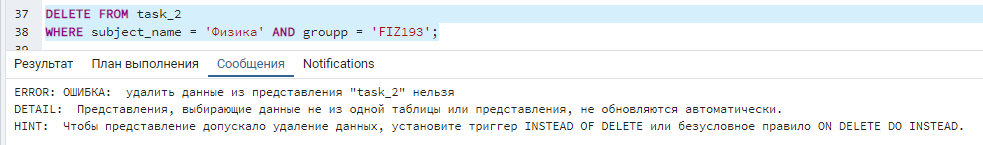 37 DELETE FROM task_2
38 WHERE subject_name = 'Физика' AND groupp = 'FIZ193';
39
Результат План выполнения Сообщения Notifications
ERROR: ОШИБКА:  удалить данные из представления "task_2" нельзя
DETAIL:  Представления, выбирающие данные не из одной таблицы или представления, не обновляются автоматически.
HINT:  Чтобы представление допускало удаление данных, установите триггер INSTEAD OF DELETE или безусловное правило ON DELETE DO INSTEAD.